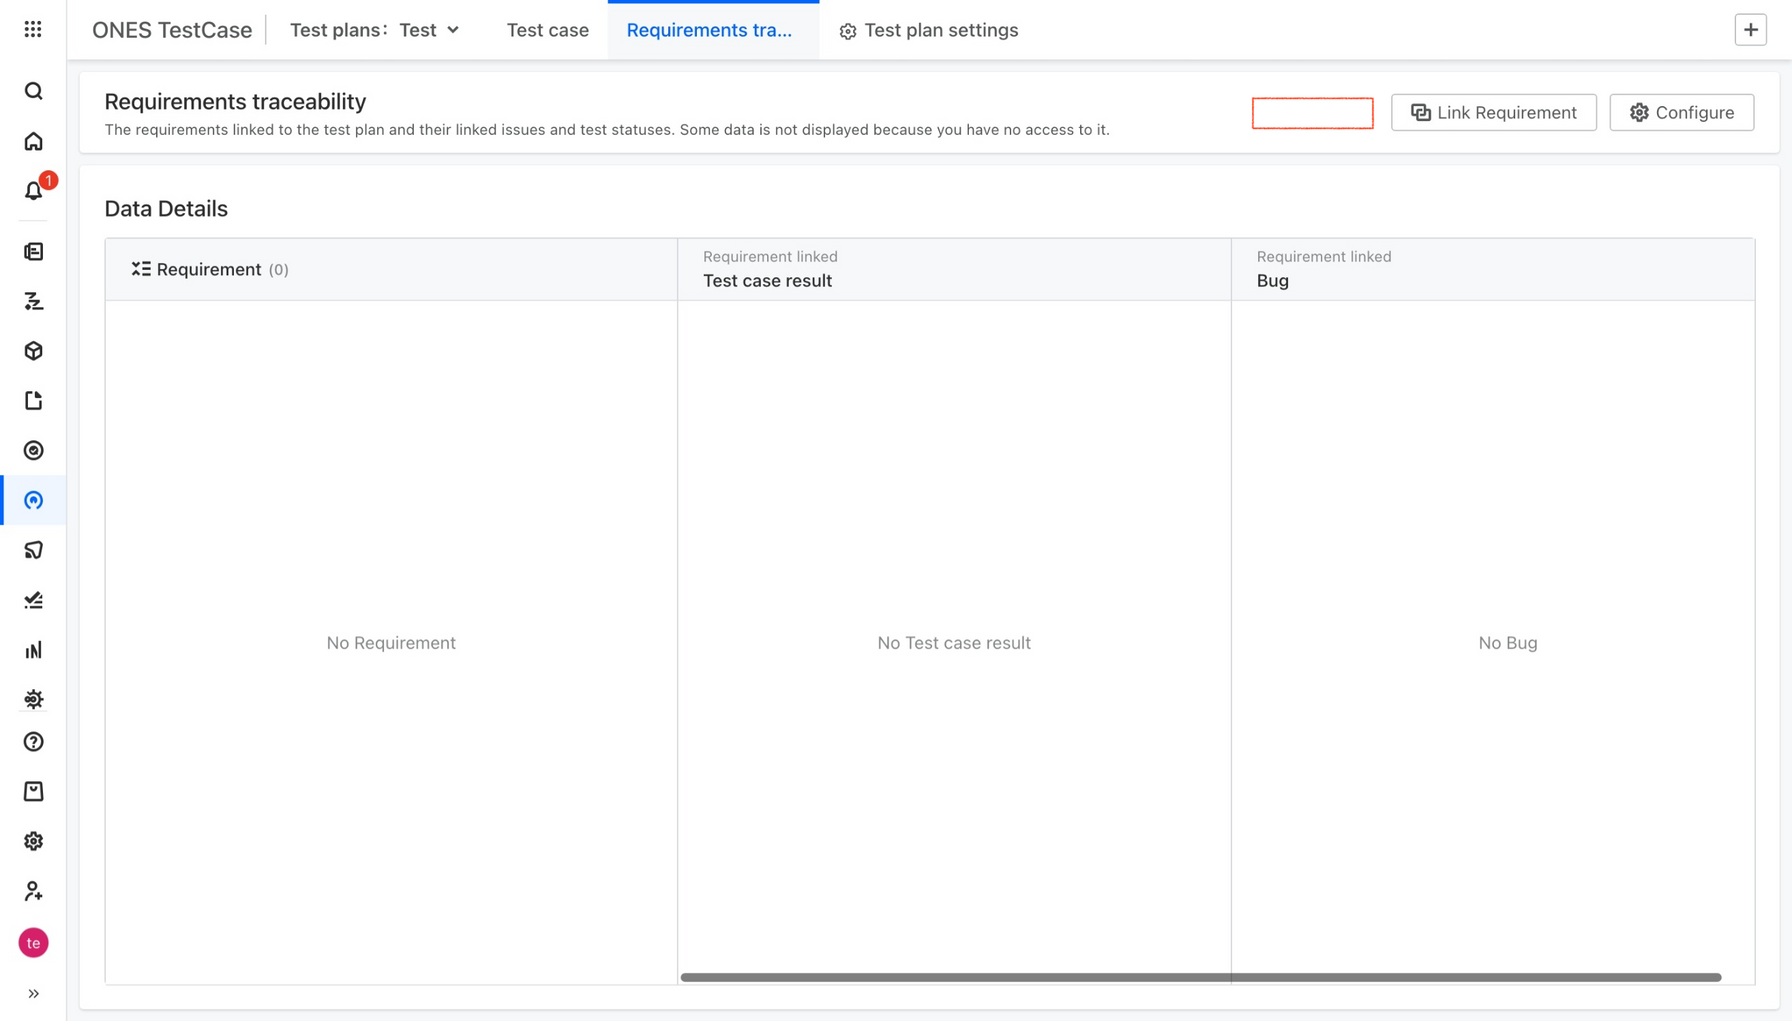 ONES TestCase
Test plans: Test
Test case
Requirements tra...
Test plan settings
Requirements traceability
The requirements linked to the test plan and their linked issues and test statuses. Some data is not displayed because you have no access to it.
Link Requirement
Configure
1
Data Details
Requirement (0)
Requirement linked
Test case result
Requirement linked
Bug
No Requirement
No Test case result
No Bug
te